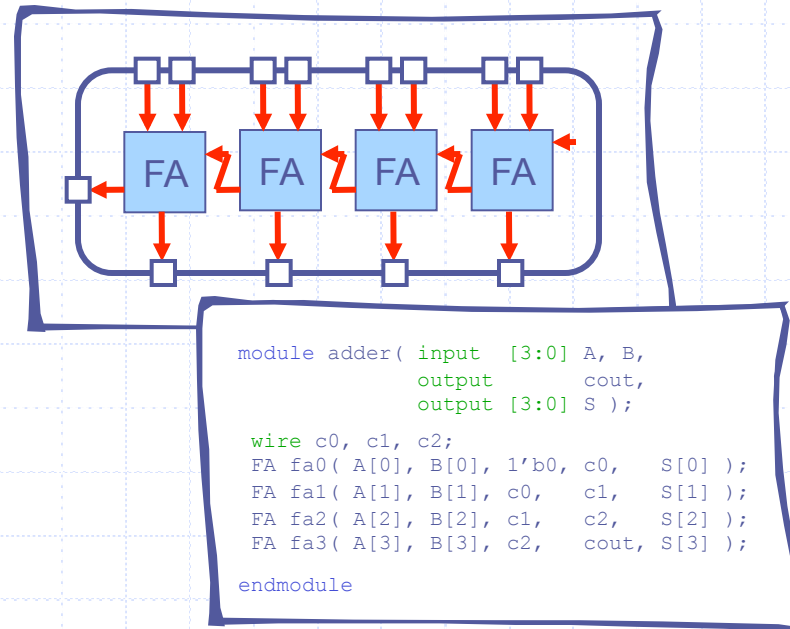 FA FA FA FA
module adder( input [3:0] A, B,
output cout,
output [3:0] S );
wire c0, c1, c2;
FA fa0( A[0], B[0], 1’b0, c0, S[0] );
FA fa1( A[1], B[1], c0, c1, S[1] );
FA fa2( A[2], B[2], c1, c2, S[2] );
FA fa3( A[3], B[3], c2, cout, S[3] );
endmodule